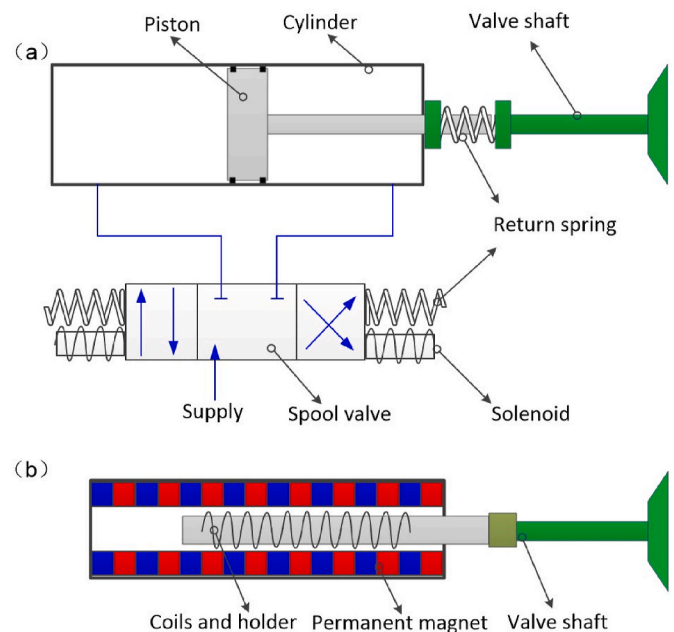 (a)
Piston
Cylinder
Valve shaft
Return spring
Supply
Spool valve
Solenoid
(b)
Coils and holder
Permanent magnet
Valve shaft